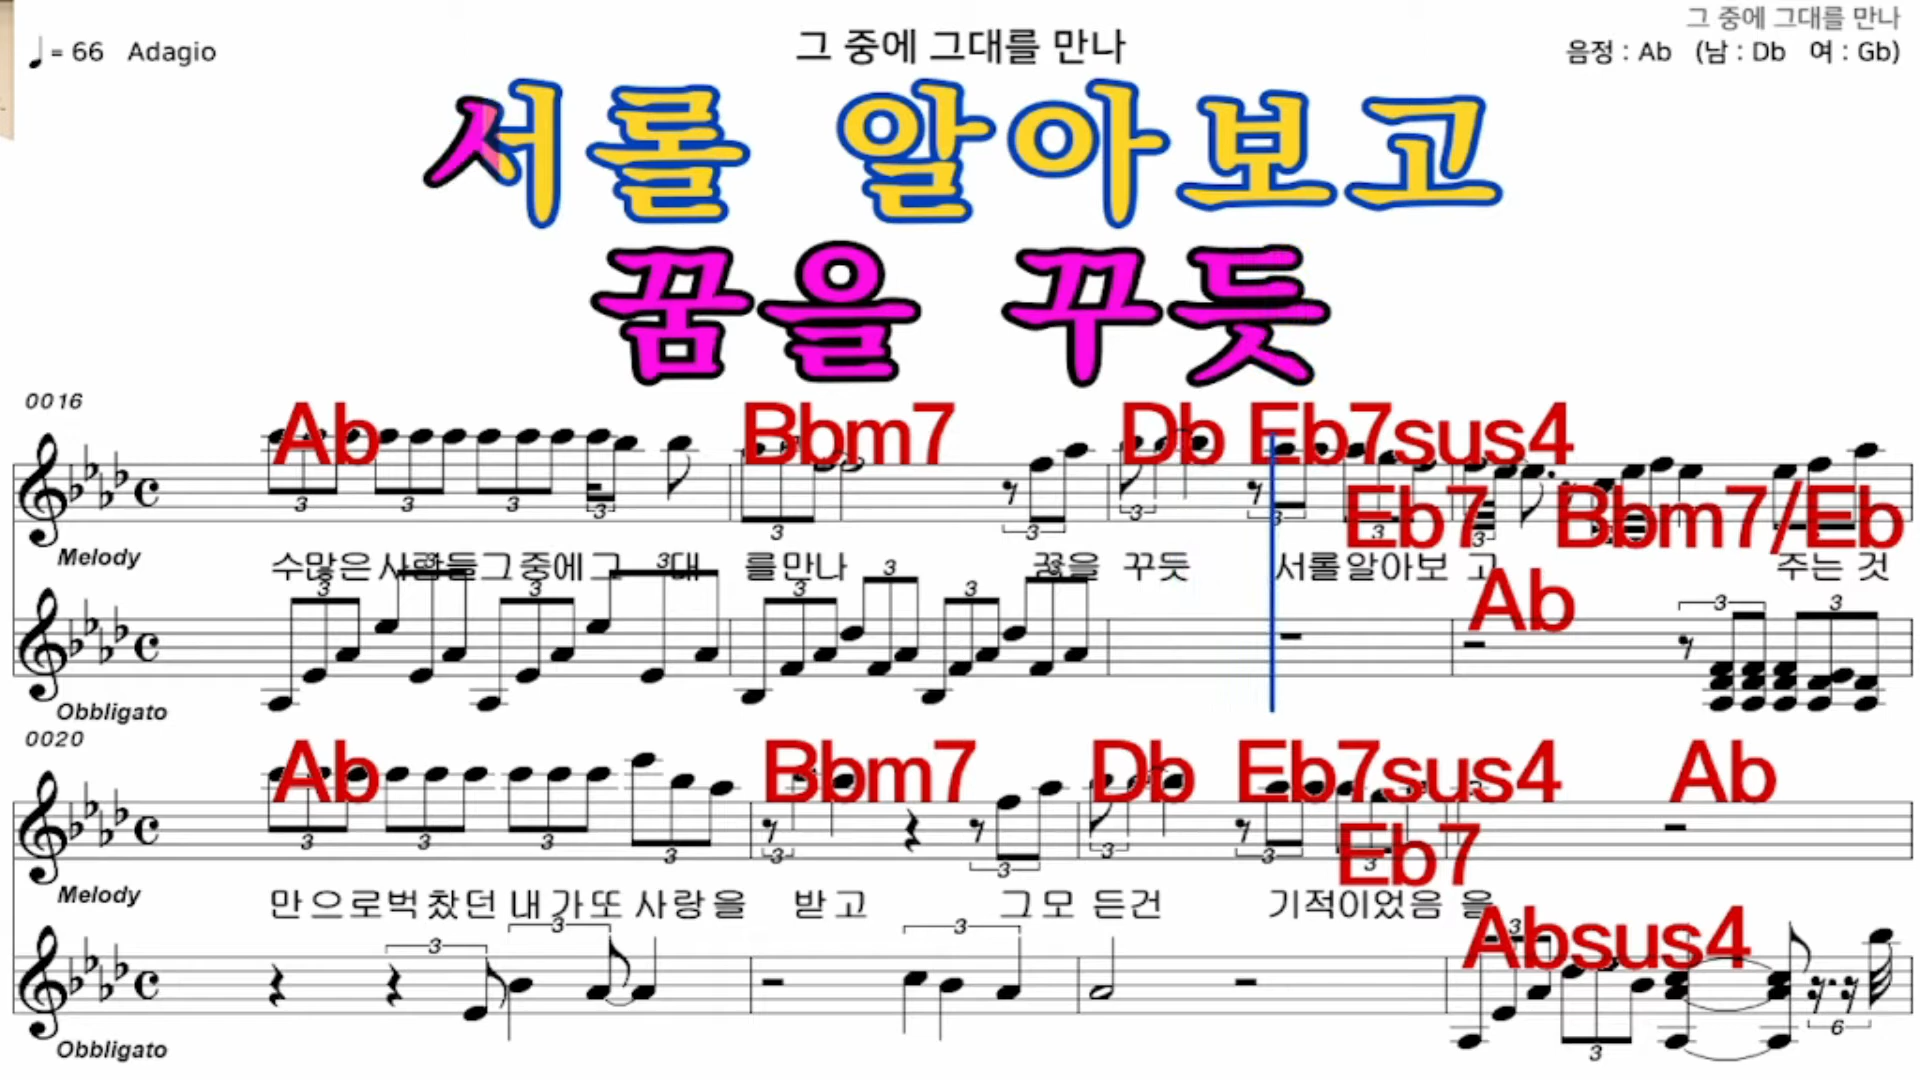 그 중에 그대를 만나
♩= 66 Adagio
그 중에 그대를 만나
음정 : Ab (남 : Db 여 : Gb)
서롤 알아보고
꿈을 꾸듯
0016
Ab Bbm7 Db Eb7sus4
Eb7 Bbm7/Eb
Melody
수많은사람들그중에그 대 를만나 꿈을 꾸듯 서롤알아보 고 주는 것
Ab
Obbligato
0020
Ab Bbm7 Db Eb7sus4 Ab
Eb7
Melody
만으로벅찼던 내가또 사랑을 받고 그모 든건 기적이었음 을
Absus4
Obbligato